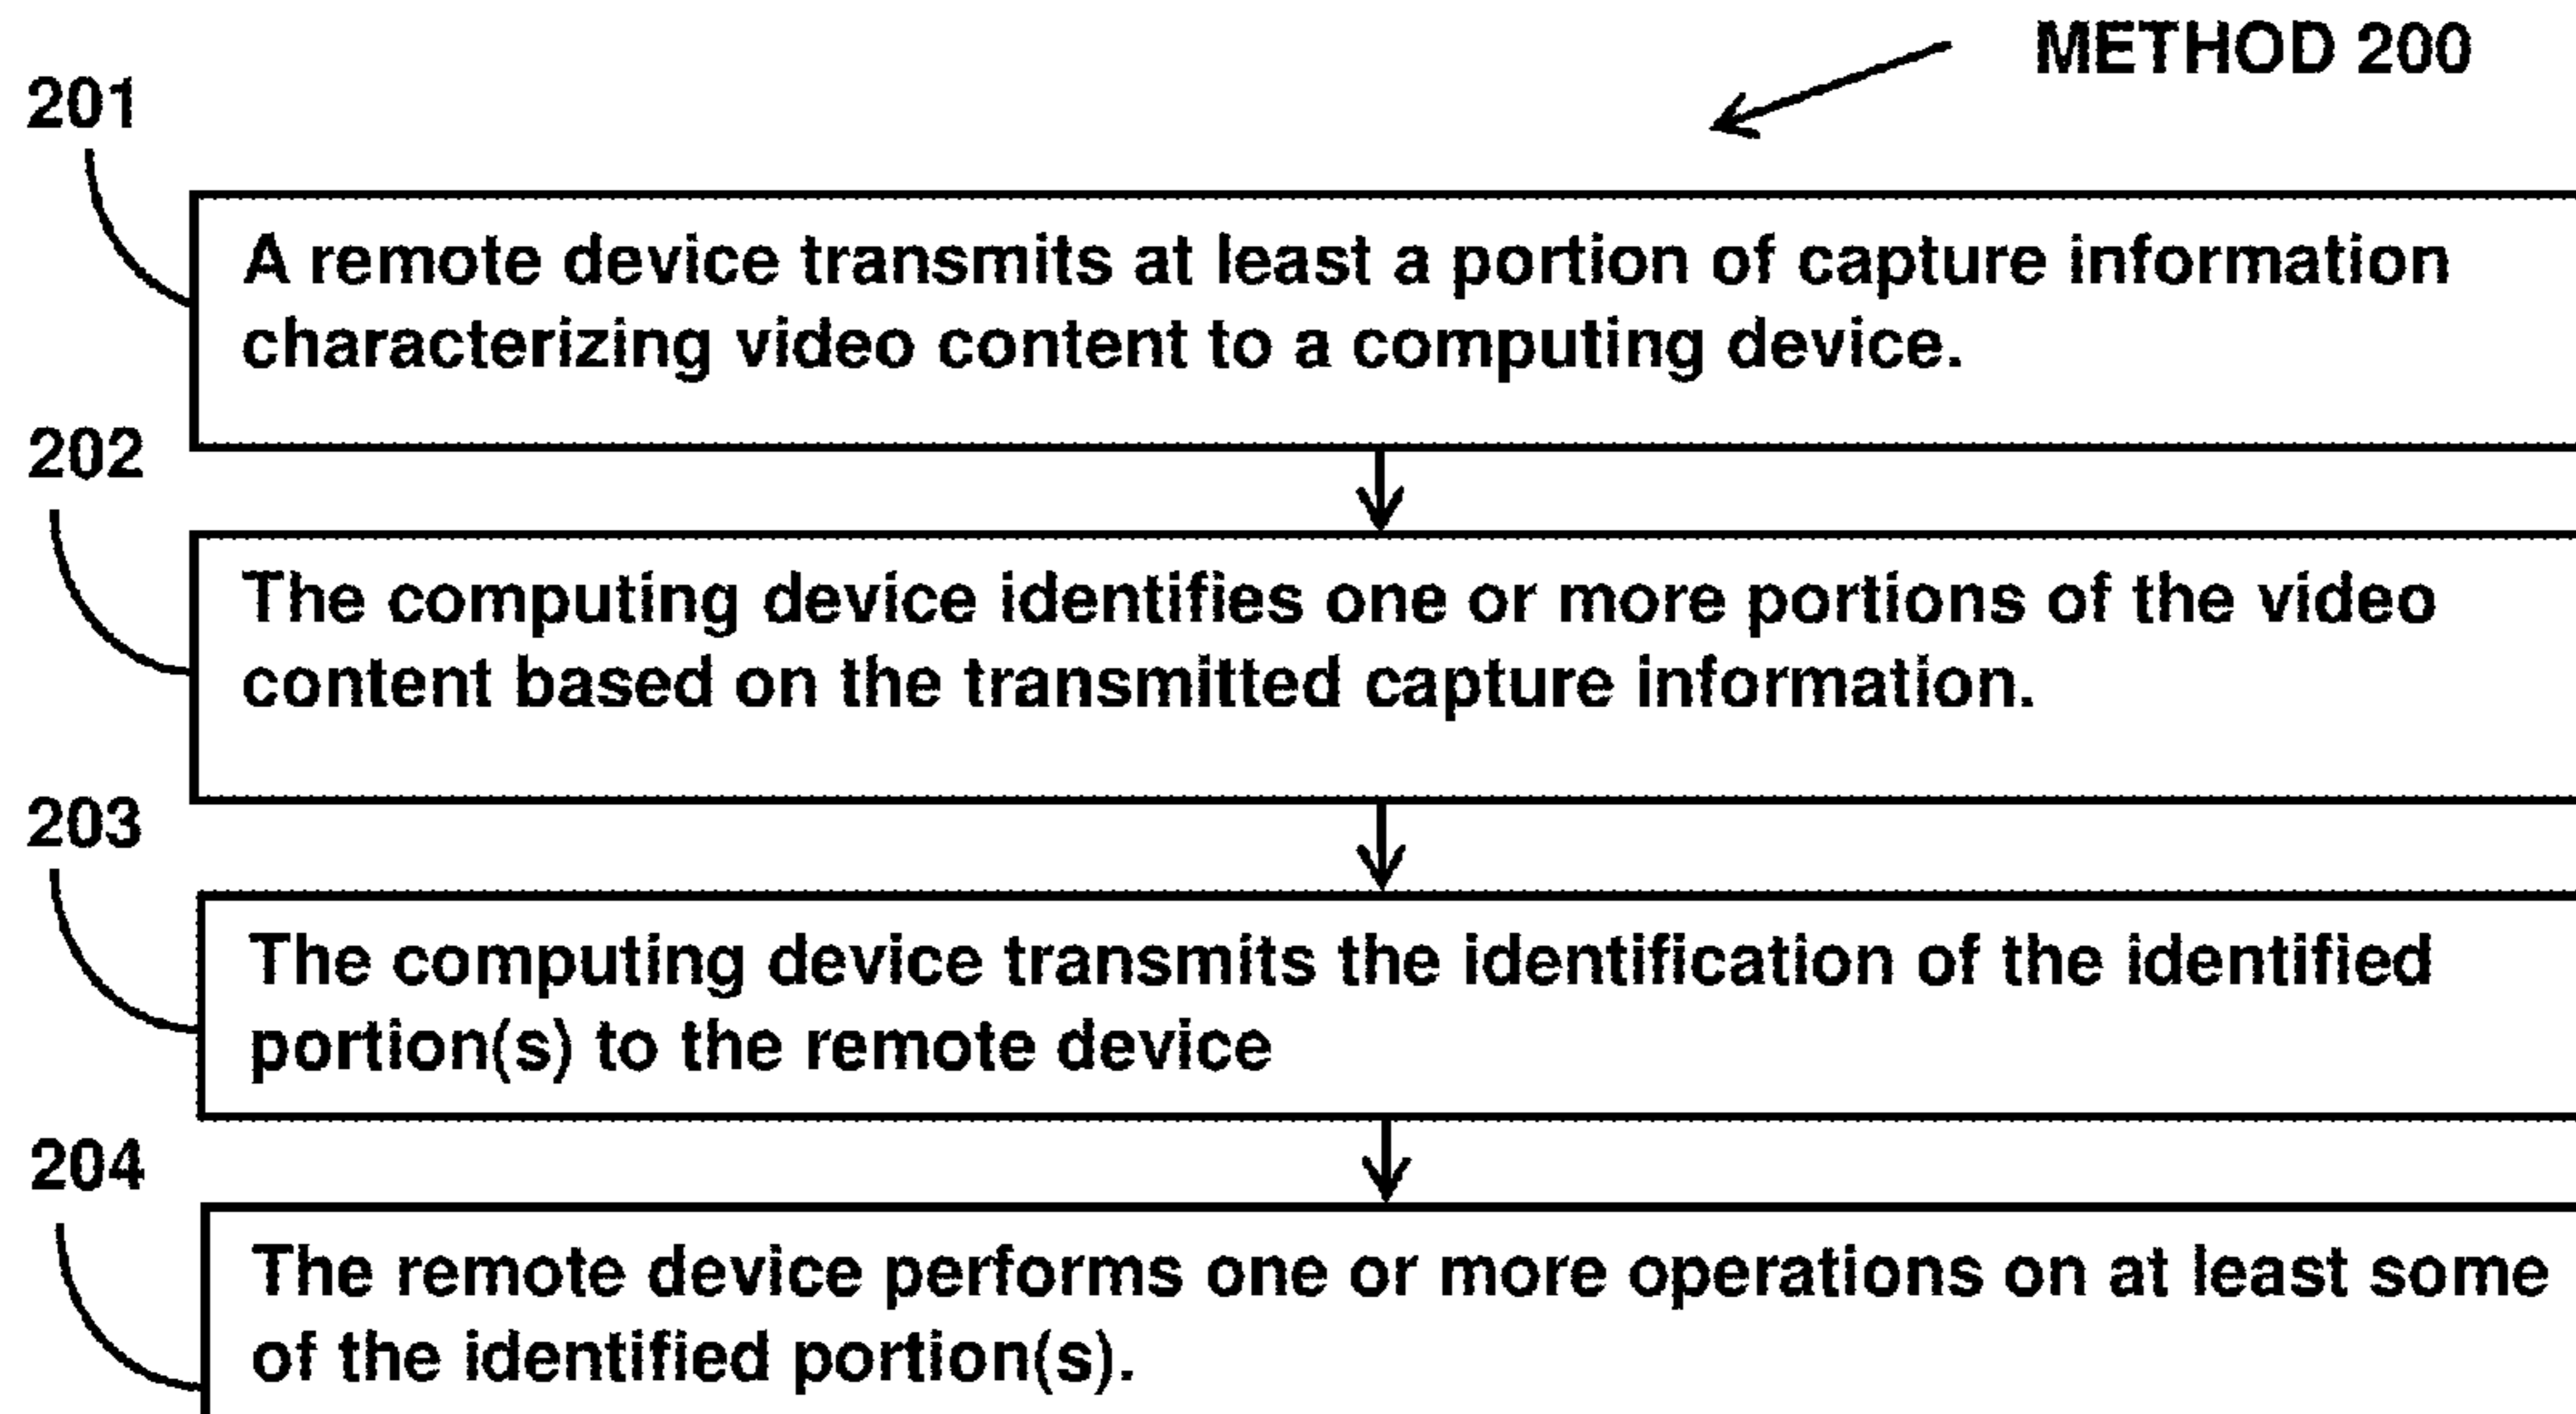 METHOD 200
201
A remote device transmits at least a portion of capture information
characterizing video content to a computing device.
202
The computing device identifies one or more portions of the video
content based on the transmitted capture information.
203
The computing device transmits the identification of the identified
portion(s) to the remote device
204
The remote device performs one or more operations on at least some
of the identified portion(s).